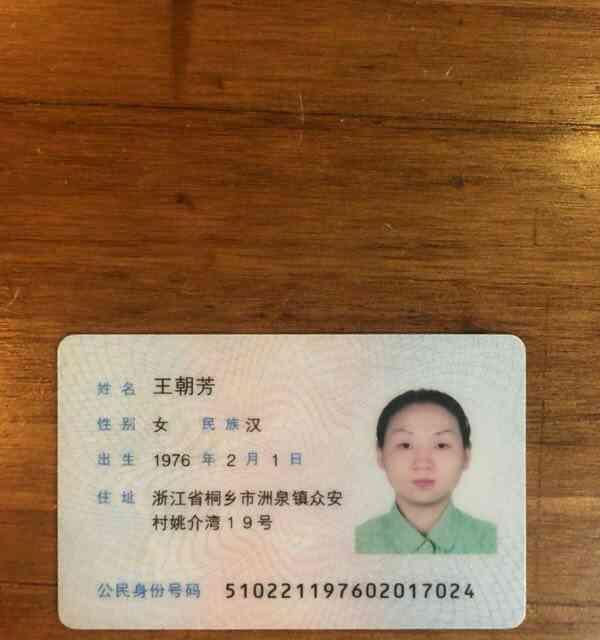 姓名 王朝芳
性别 女 民族 汉
出生 1976 年 2 月 1 日
住址 浙江省桐乡市洲泉镇众安
村姚介湾19号
公民身份号码 510221197602017024